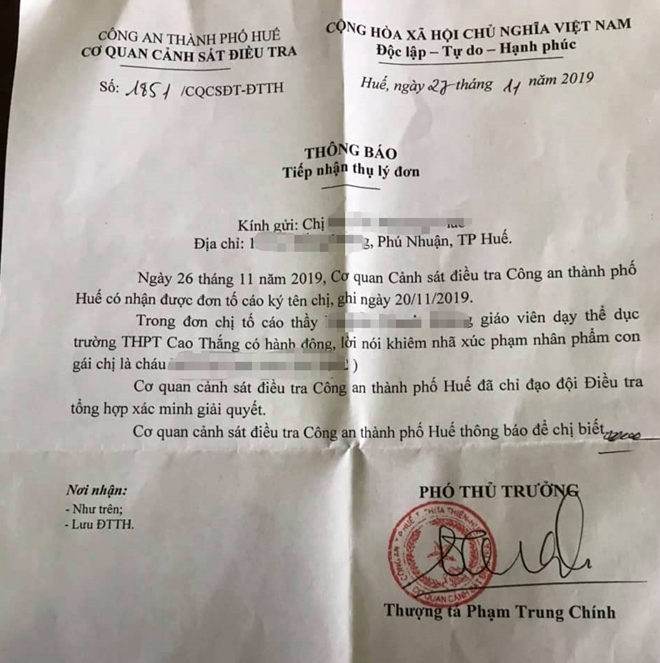 CÔNG AN THÀNH PHỐ HUẾ
CƠ QUAN CẢNH SÁT ĐIỀU TRA
Số: 1851 /CQCSĐT-ĐTTH
CỘNG HÒA XÃ HỘI CHỦ NGHĨA VIỆT NAM
Độc lập – Tự do – Hạnh phúc
Huế, ngày 27 tháng 11 năm 2019
THÔNG BÁO
Tiếp nhận thụ lý đơn
Kính gửi: Chị
Địa chỉ: 1 g, Phú Nhuận, TP Huế.
Ngày 26 tháng 11 năm 2019, Cơ quan Cảnh sát điều tra Công an thành phố
Huế có nhận được đơn tố cáo ký tên chị, ghi ngày 20/11/2019.
Trong đơn chị tố cáo thầy g giáo viên dạy thể dục
trường THPT Cao Thắng có hành động, lời nói khiêm nhã xúc phạm nhân phẩm con
gái chị là cháu )
Cơ quan cảnh sát điều tra Công an thành phố Huế đã chỉ đạo đội Điều tra
tổng hợp xác minh giải quyết.
Cơ quan cảnh sát điều tra Công an thành phố Huế thông báo để chị biết
Nơi nhận:
- Như trên;
- Lưu ĐTTH.
PHÓ THỦ TRƯỞNG
Thượng tá Phạm Trung Chính